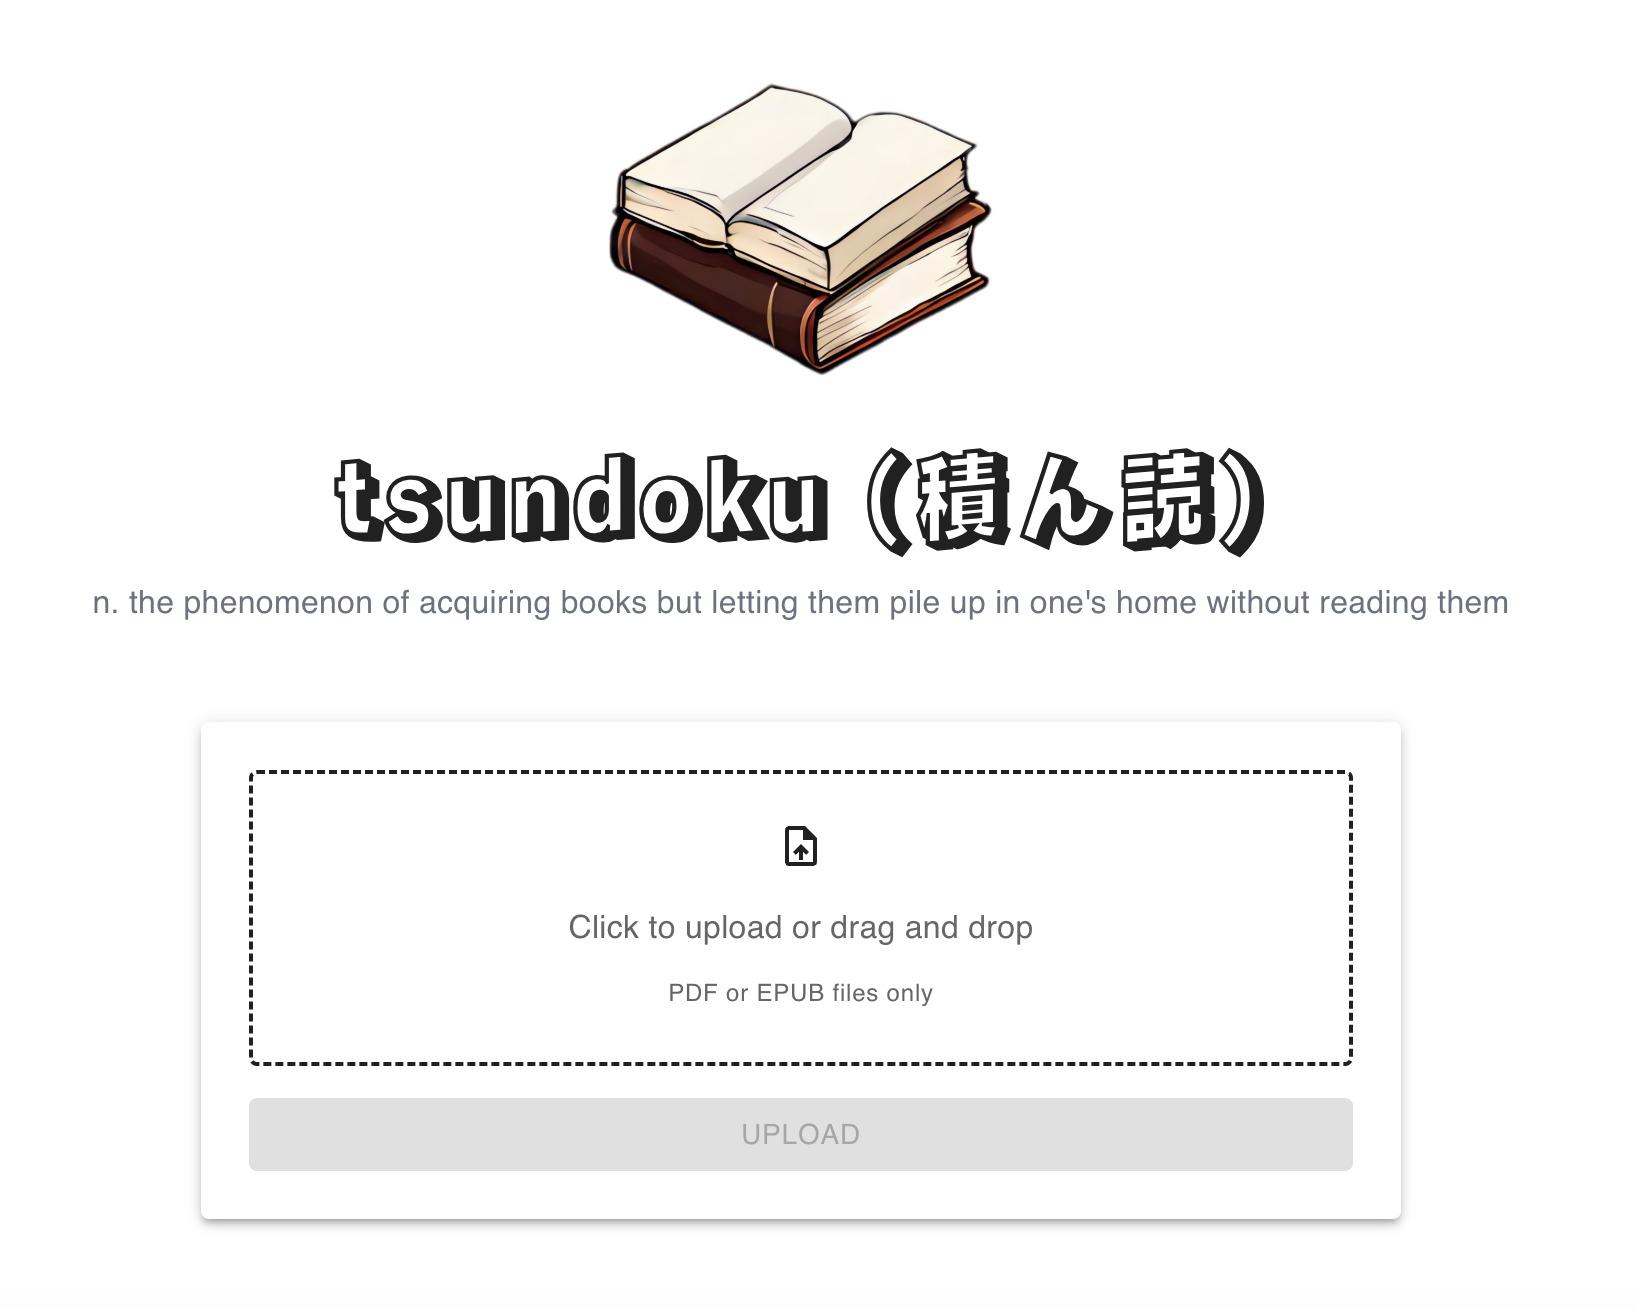 tsundoku (積ん読)
n. the phenomenon of acquiring books but letting them pile up in one's home without reading them
Click to upload or drag and drop
PDF or EPUB files only
UPLOAD